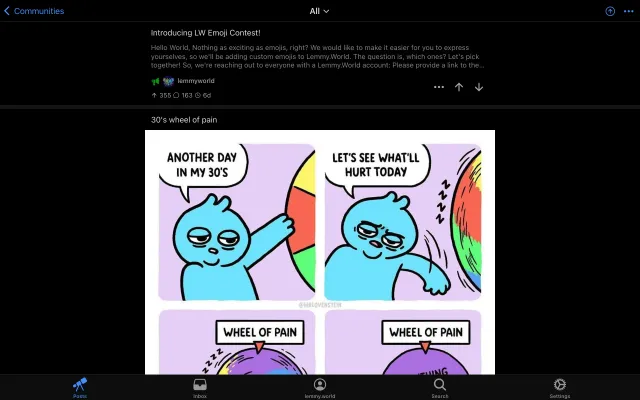 Communities
All
Introducing LW Emoji Contest!
Hello World, Nothing as exciting as emojis, right? We would like to make it easier for you to express
yourselves, so we'll be adding custom emojis to Lemmy.World. The question is, which ones? Let's pick
together! So, we're reaching out to everyone with a Lemmy.World account: Please provide a link to the...
lemmyworld
355 163 6d
30's wheel of pain
ANOTHER DAY
IN MY 30'S
LET'S SEE WHAT'LL
HURT TODAY
ZZZZ
WHEEL OF PAIN
WHEEL OF PAIN
ZZZZ
Posts
Inbox
lemmy.world
Search
Settings